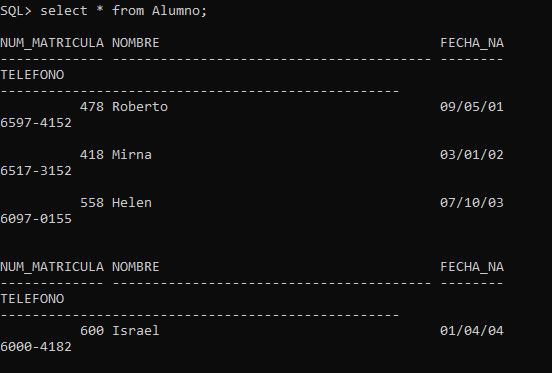 SQL> select * from Alumno;
NUM_MATRICULA NOMBRE FECHA_NA
------------- ---------------------------------------- --------
TELEFONO
--------------------------------------------------
478 Roberto 09/05/01
6597-4152
418 Mirna 03/01/02
6517-3152
558 Helen 07/10/03
6097-0155
NUM_MATRICULA NOMBRE FECHA_NA
------------- ---------------------------------------- --------
TELEFONO
--------------------------------------------------
600 Israel 01/04/04
6000-4182